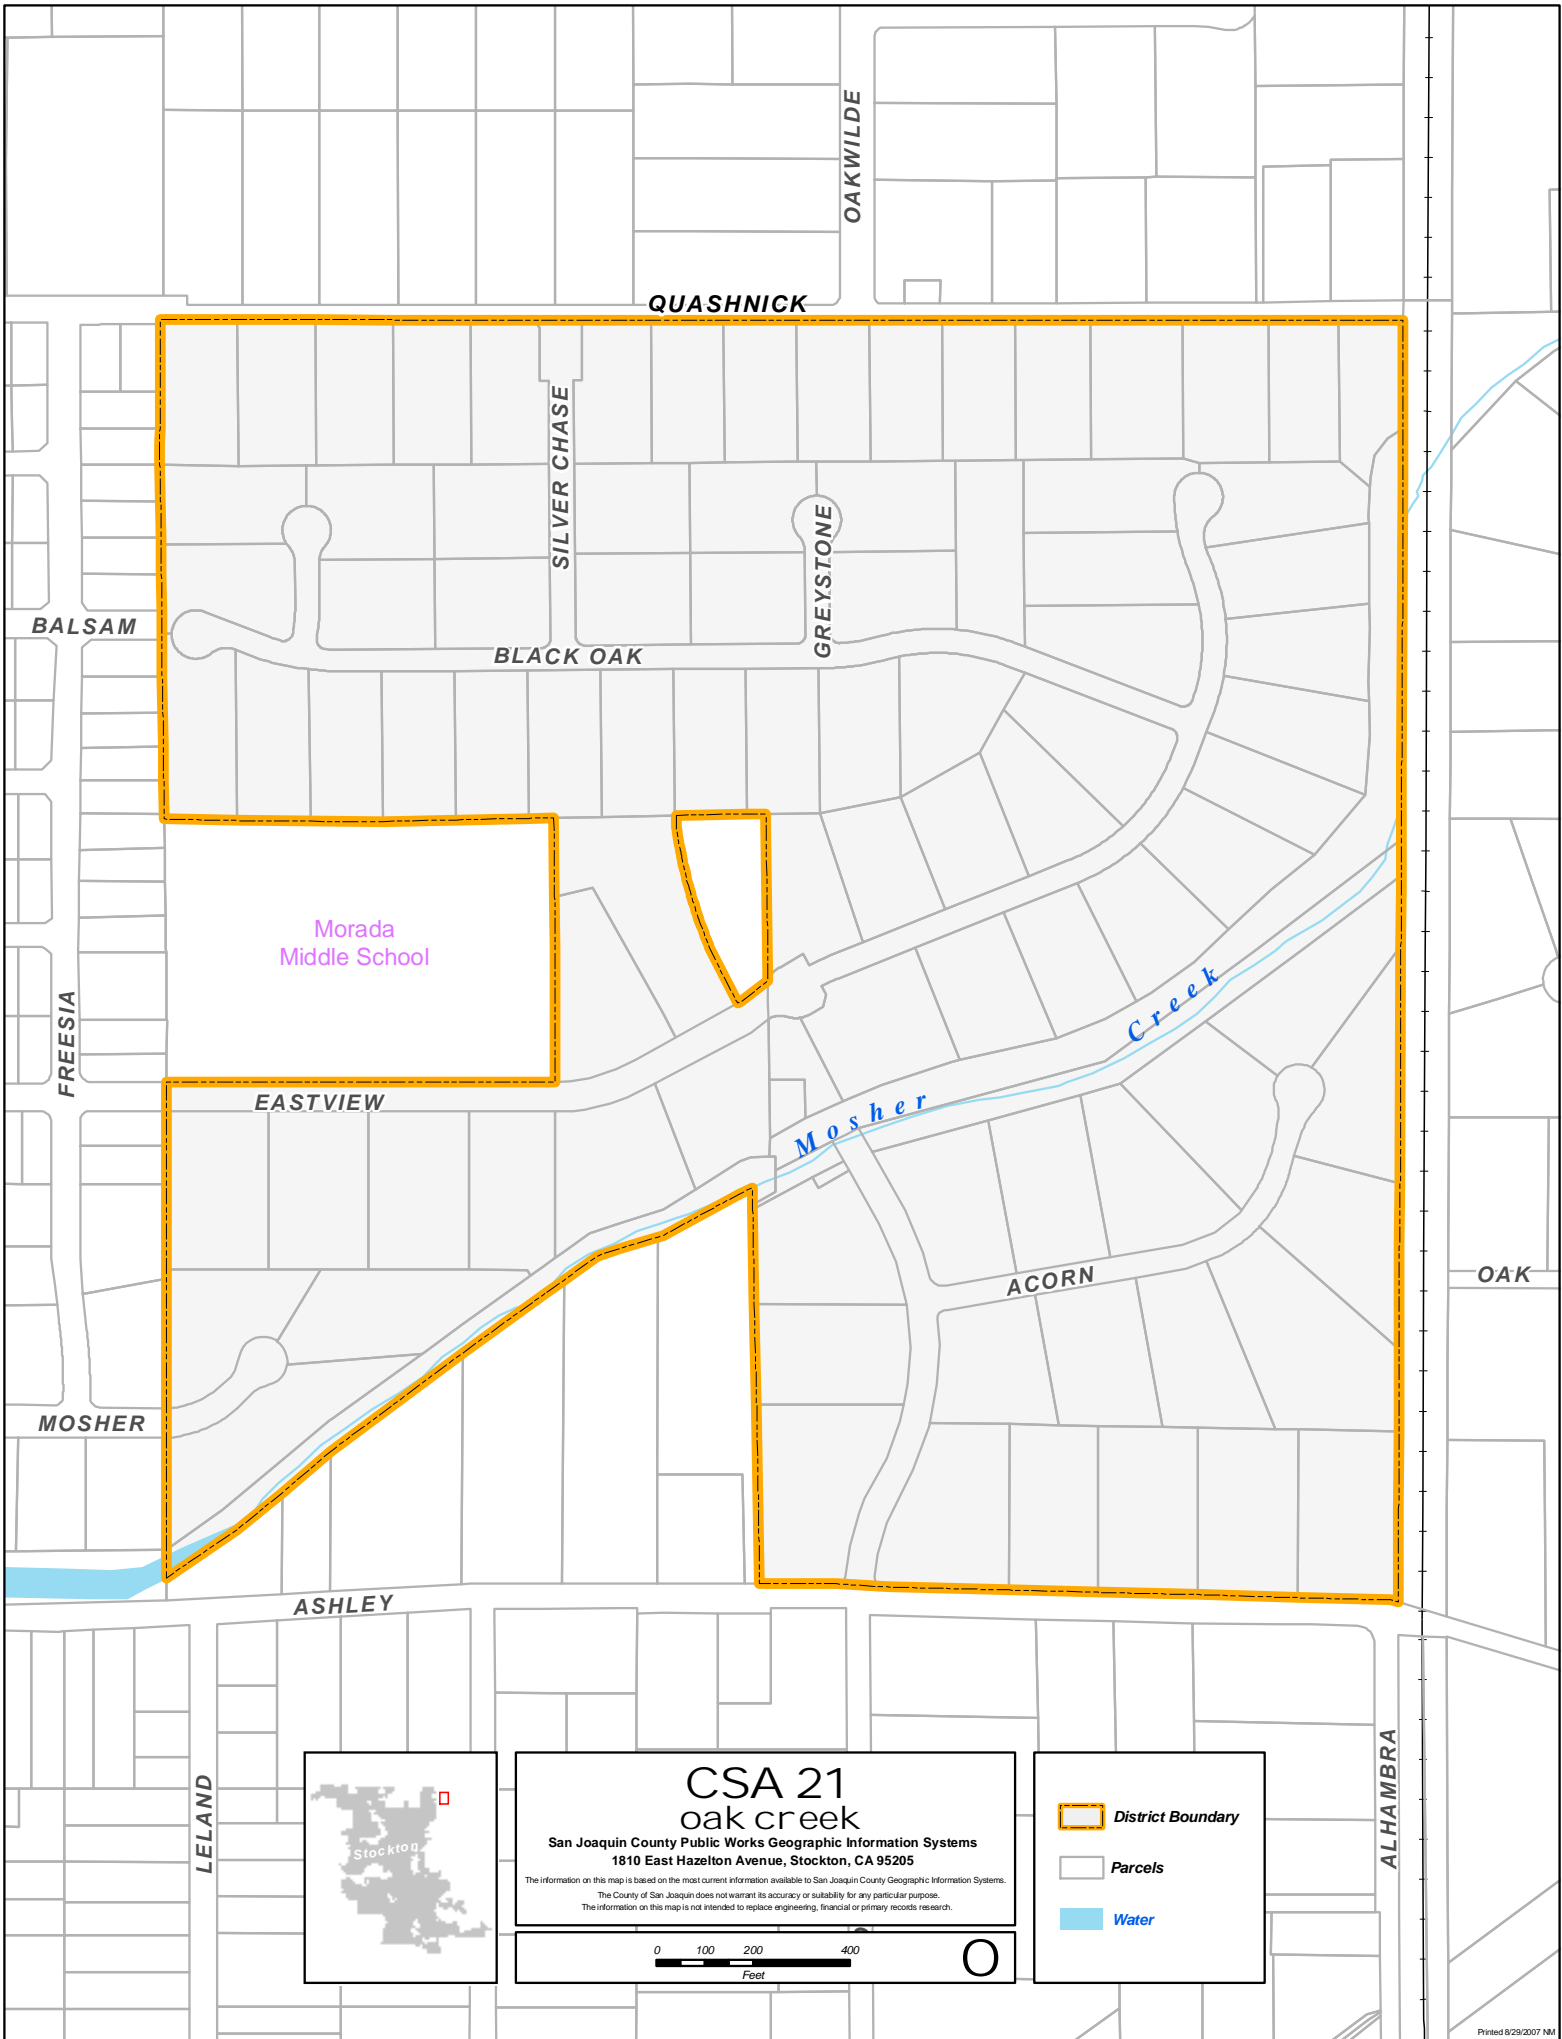 OAKWILDE
QUASHNICK
SILVER CHASE
GREYSTONE
BALSAM
BLACK OAK
Morada
Middle School
FREESIA
EASTVIEW
Mosher Creek
ACORN
OAK
MOSHER
ASHLEY
LELAND
ALHAMBRA
Stockton
CSA 21
oak creek
San Joaquin County Public Works Geographic Information Systems
1810 East Hazelton Avenue, Stockton, CA 95205
The information on this map is based on the most current information available to San Joaquin County Geographic Information Systems.
The County of San Joaquin does not warrant its accuracy or suitability for any particular purpose.
The information on this map is not intended to replace engineering, financial or primary records research.
0 100 200 400
Feet
O
District Boundary
Parcels
Water
Printed 8/29/2007 NM